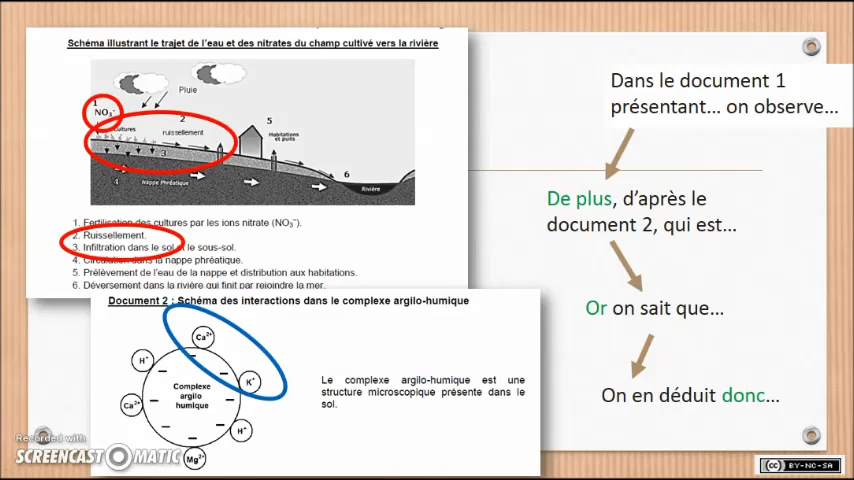 Schéma illustrant le trajet de l'eau et des nitrates du champ cultivé vers la rivière
Pluie
1
NO3-
2
Cultures
ruissellement
5
Habitations
et puits
3
4
Nappe Phréatique
6
Rivière
1. Fertilisation des cultures par les ions nitrate (NO3-).
2. Ruissellement.
3. Infiltration dans le sol et le sous-sol.
4. Circulation dans la nappe phréatique.
5. Prélèvement de l'eau de la nappe et distribution aux habitations.
6. Déversement dans la rivière qui finit par rejoindre la mer.
Document 2 : Schéma des interactions dans le complexe argilo-humique
Ca2+
H+
K+
Complexe
argilo
humique
Ca2+
H+
Mg2+
Le complexe argilo-humique est une
structure microscopique présente dans le
sol.
Dans le document 1
présentant... on observe...
De plus, d'après le
document 2, qui est...
Or on sait que...
On en déduit donc...
Recorded with
SCREENCAST-O-MATIC
cc BY-NC-SA